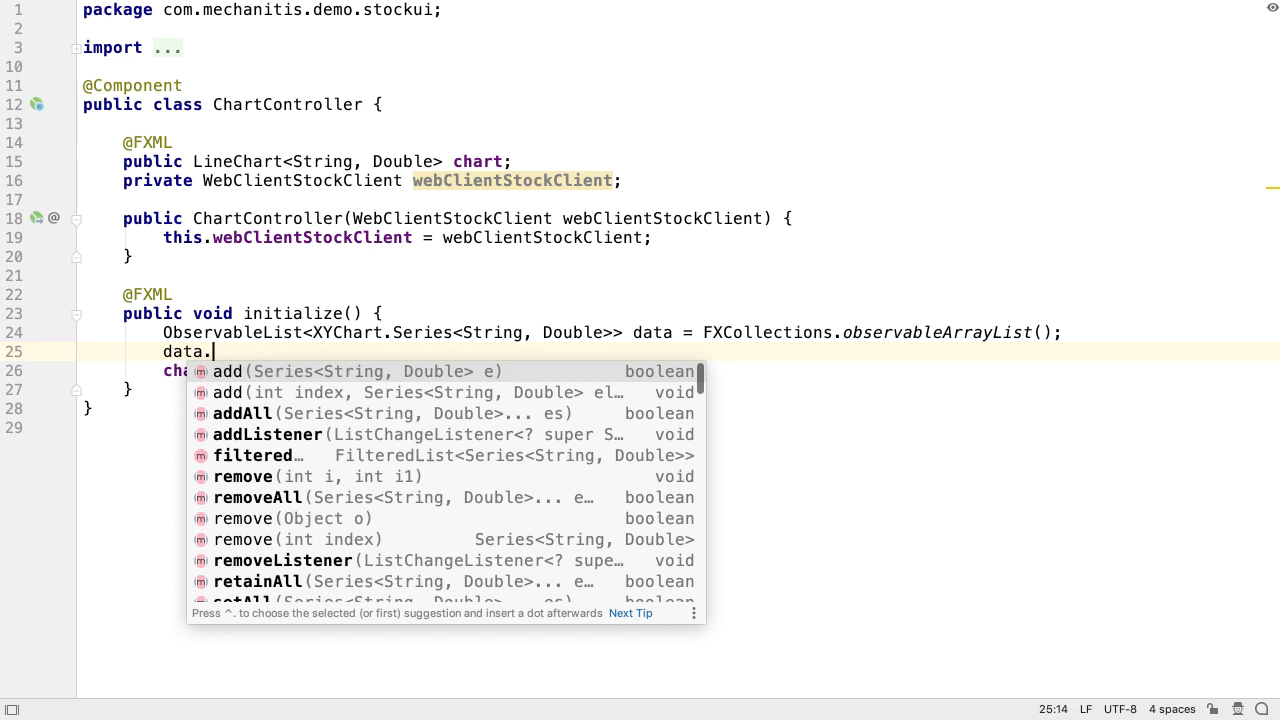 1 package com.mechanitis.demo.stockui;
2
3 import ...
10
11 @Component
12 public class ChartController {
13
14 @FXML
15 public LineChart<String, Double> chart;
16 private WebClientStockClient webClientStockClient;
17
18 @ public ChartController(WebClientStockClient webClientStockClient) {
19 this.webClientStockClient = webClientStockClient;
20 }
21
22 @FXML
23 public void initialize() {
24 ObservableList<XYChart.Series<String, Double>> data = FXCollections.observableArrayList();
25 data.
26 cha
27 }
28 }
29
m add(Series<String, Double> e) boolean
m add(int index, Series<String, Double> el… void
m addAll(Series<String, Double>... es) boolean
m addListener(ListChangeListener<? super S… void
m filtered… FilteredList<Series<String, Double>>
m remove(int i, int i1) void
m removeAll(Series<String, Double>... e… boolean
m remove(Object o) boolean
m remove(int index) Series<String, Double>
m removeListener(ListChangeListener<? supe… void
m retainAll(Series<String, Double>... e… boolean
m setAll(Series<String, Double>... es) boolean
Press ^. to choose the selected (or first) suggestion and insert a dot afterwards Next Tip
25:14 LF UTF-8 4 spaces